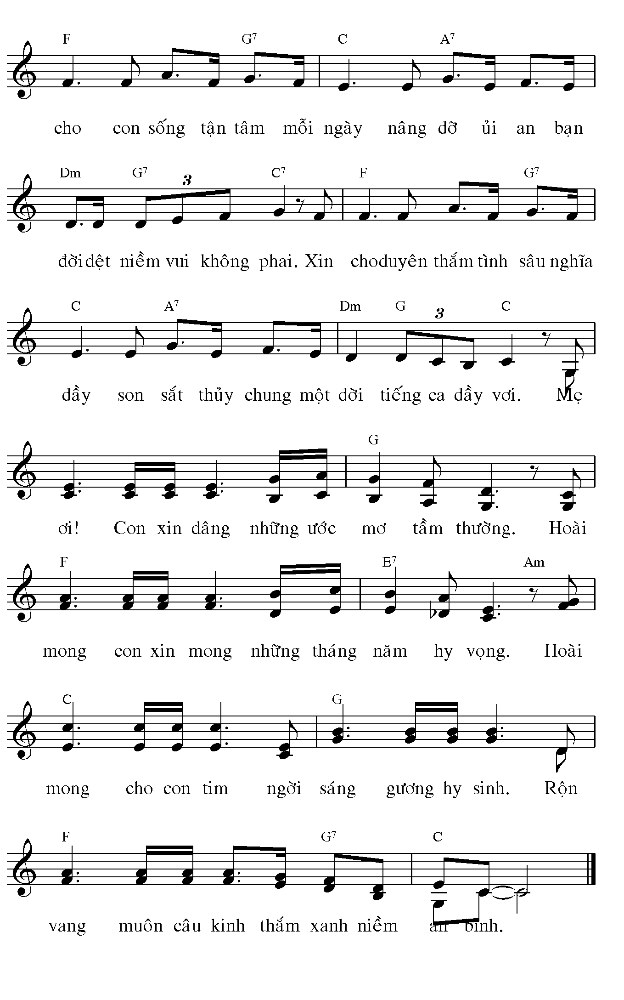 F G7 C A7
cho con sống tận tâm mỗi ngày nâng đỡ ủi an bạn
Dm G7 3 C7 F G7
đời dệt niềm vui không phai. Xin cho duyên thắm tình sâu nghĩa
C A7 Dm G 3 C
đầy son sắt thủy chung một đời tiếng ca đầy vơi. Mẹ
G
ơi! Con xin dâng những ước mơ tầm thường. Hoài
F E7 Am
mong con xin mong những tháng năm hy vọng. Hoài
C G
mong cho con tim ngời sáng gương hy sinh. Rộn
F G7 C
vang muôn câu kinh thắm xanh niềm an bình.